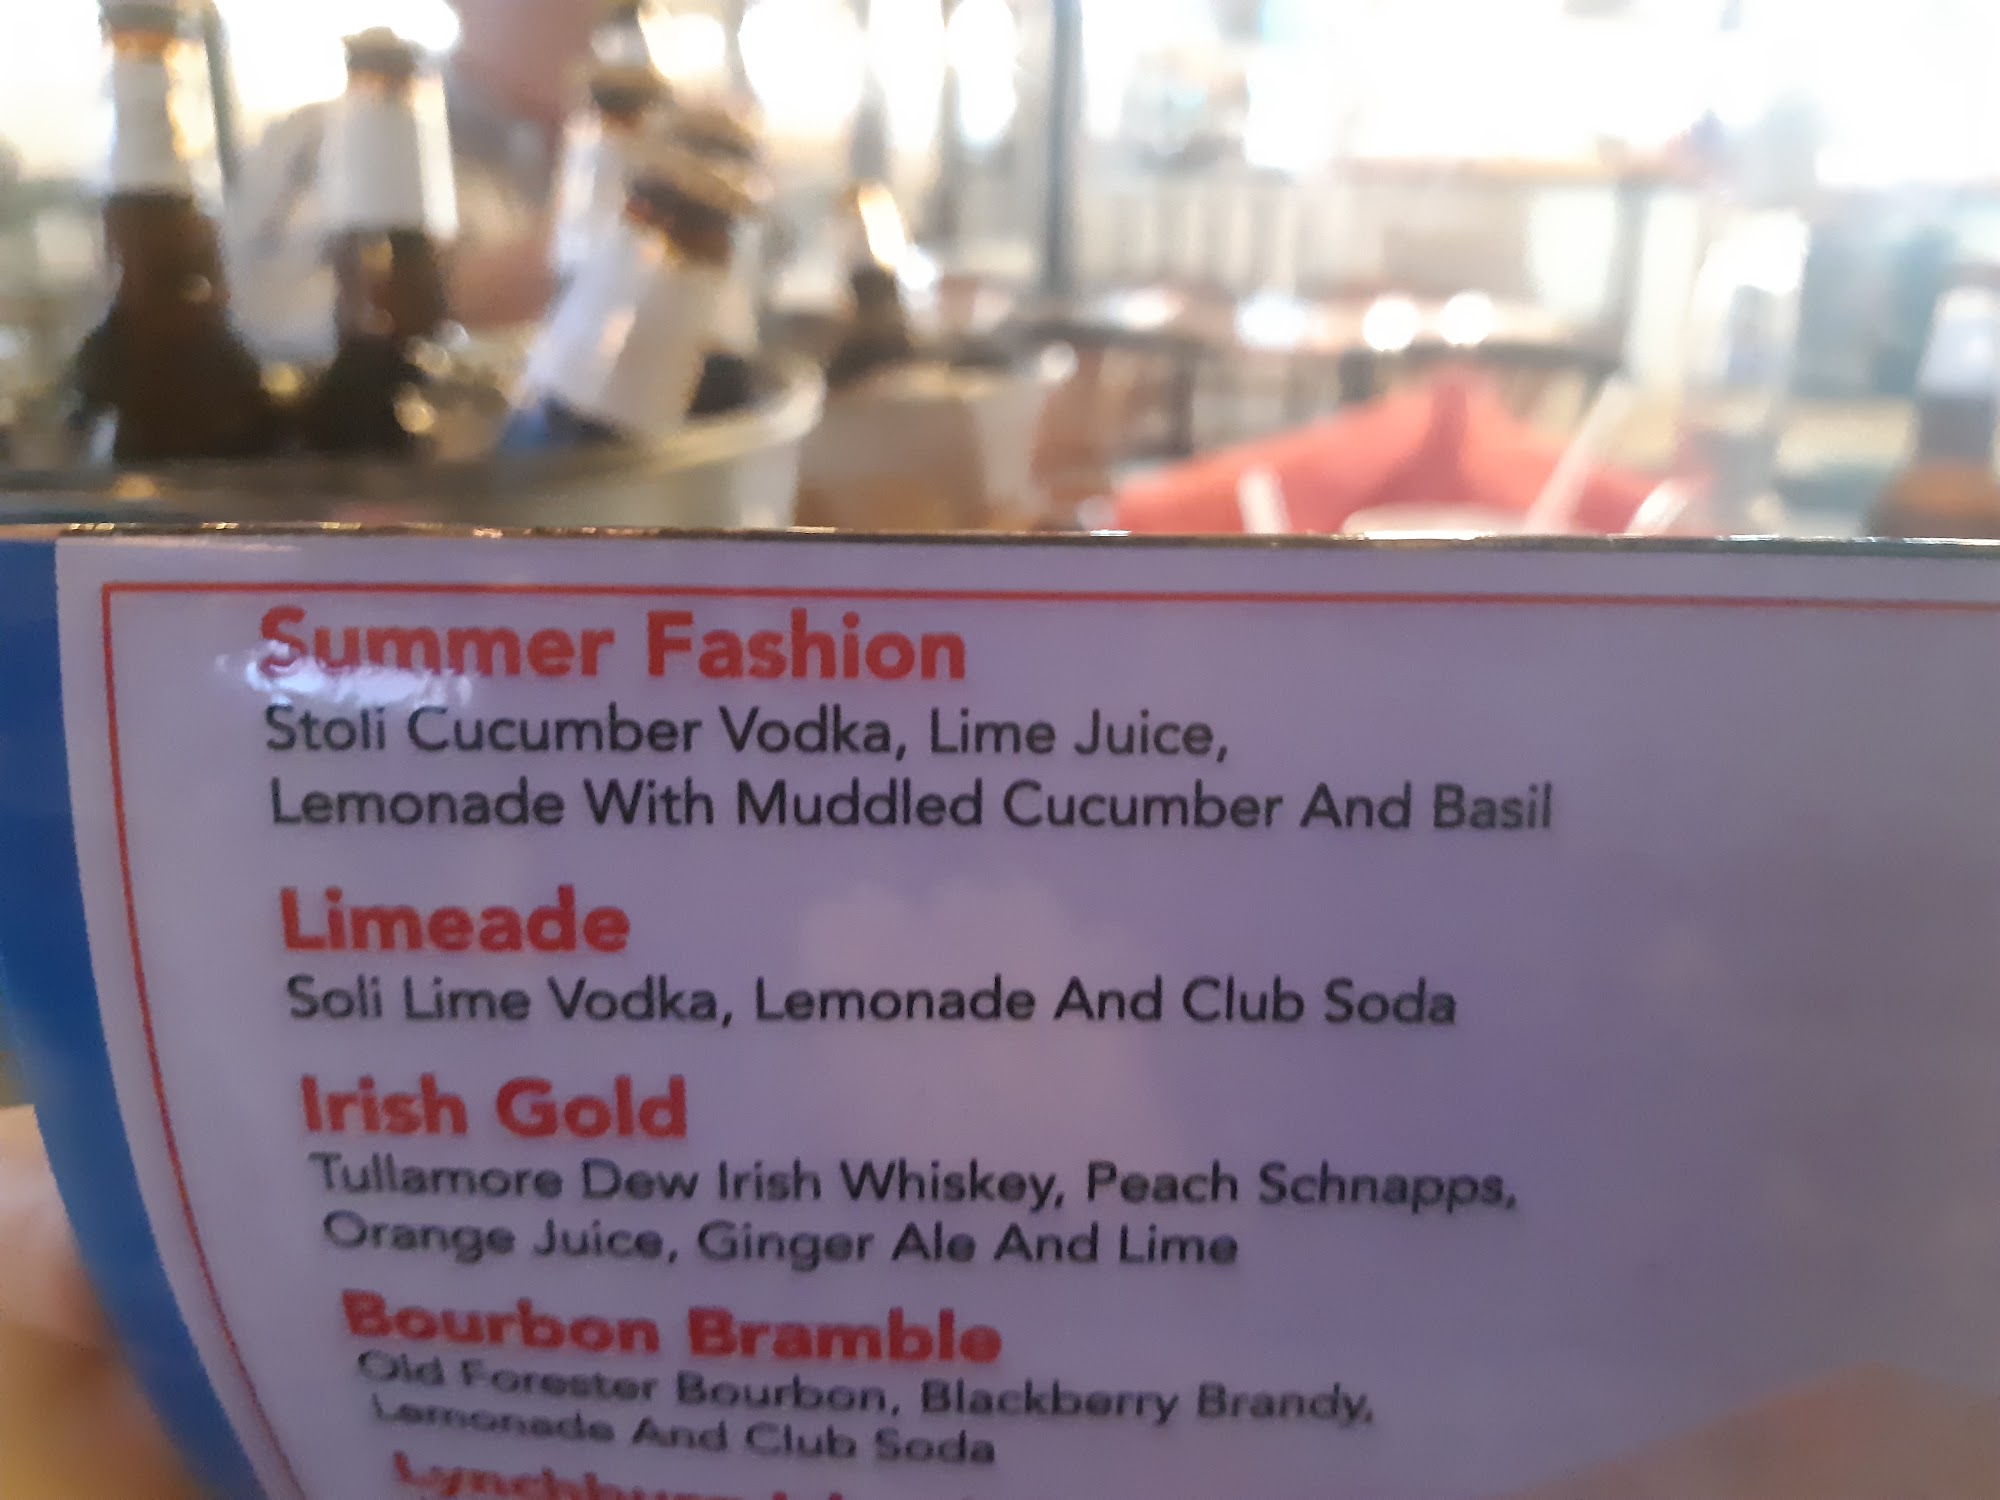 Summer Fashion
Stoli Cucumber Vodka, Lime Juice,
Lemonade With Muddled Cucumber And Basil
Limeade
Soli Lime Vodka, Lemonade And Club Soda
Irish Gold
Tullamore Dew Irish Whiskey, Peach Schnapps,
Orange Juice, Ginger Ale And Lime
Bourbon Bramble
Old Forester Bourbon, Blackberry Brandy,
Lemonade And Club Soda
Lynchburg